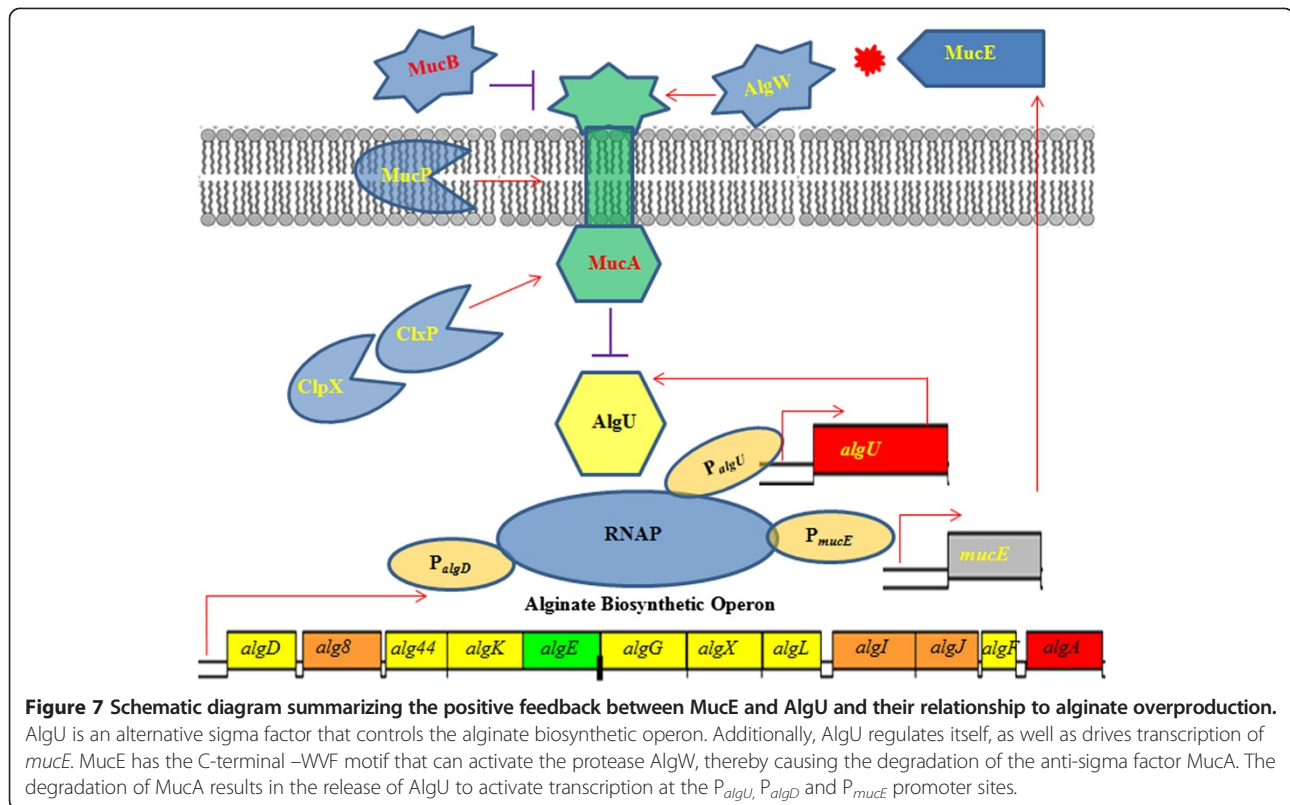 MucB
AlgW
MucE
MucP
MucA
ClxP
ClpX
AlgU
P algU
algU
RNAP
P mucE
mucE
P algD
Alginate Biosynthetic Operon
algD alg8 alg44 algK algE algG algX algL algI algJ algF algA
Figure 7 Schematic diagram summarizing the positive feedback between MucE and AlgU and their relationship to alginate overproduction.
AlgU is an alternative sigma factor that controls the alginate biosynthetic operon. Additionally, AlgU regulates itself, as well as drives transcription of
mucE. MucE has the C-terminal –WVF motif that can activate the protease AlgW, thereby causing the degradation of the anti-sigma factor MucA. The
degradation of MucA results in the release of AlgU to activate transcription at the PalgU, PalgD and PmucE promoter sites.